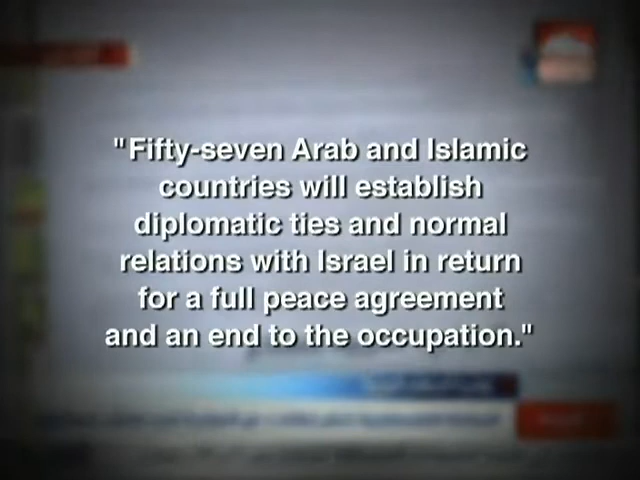 "Fifty-seven Arab and Islamic
countries will establish
diplomatic ties and normal
relations with Israel in return
for a full peace agreement
and an end to the occupation."